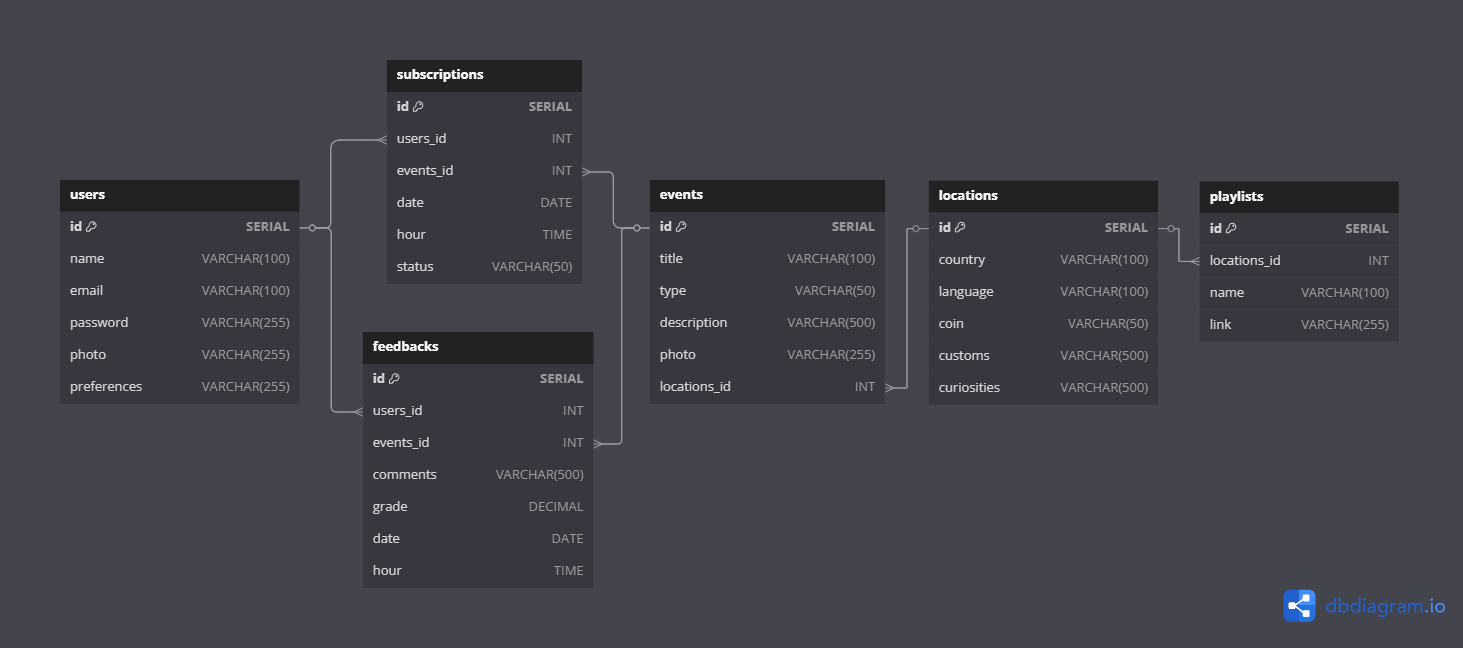 subscriptions
id SERIAL
users_id INT
events_id INT
date DATE
hour TIME
status VARCHAR(50)
users
id SERIAL
name VARCHAR(100)
email VARCHAR(100)
password VARCHAR(255)
photo VARCHAR(255)
preferences VARCHAR(255)
feedbacks
id SERIAL
users_id INT
events_id INT
comments VARCHAR(500)
grade DECIMAL
date DATE
hour TIME
events
id SERIAL
title VARCHAR(100)
type VARCHAR(50)
description VARCHAR(500)
photo VARCHAR(255)
locations_id INT
locations
id SERIAL
country VARCHAR(100)
language VARCHAR(100)
coin VARCHAR(50)
customs VARCHAR(500)
curiosities VARCHAR(500)
playlists
id SERIAL
locations_id INT
name VARCHAR(100)
link VARCHAR(255)
dbdiagram.io